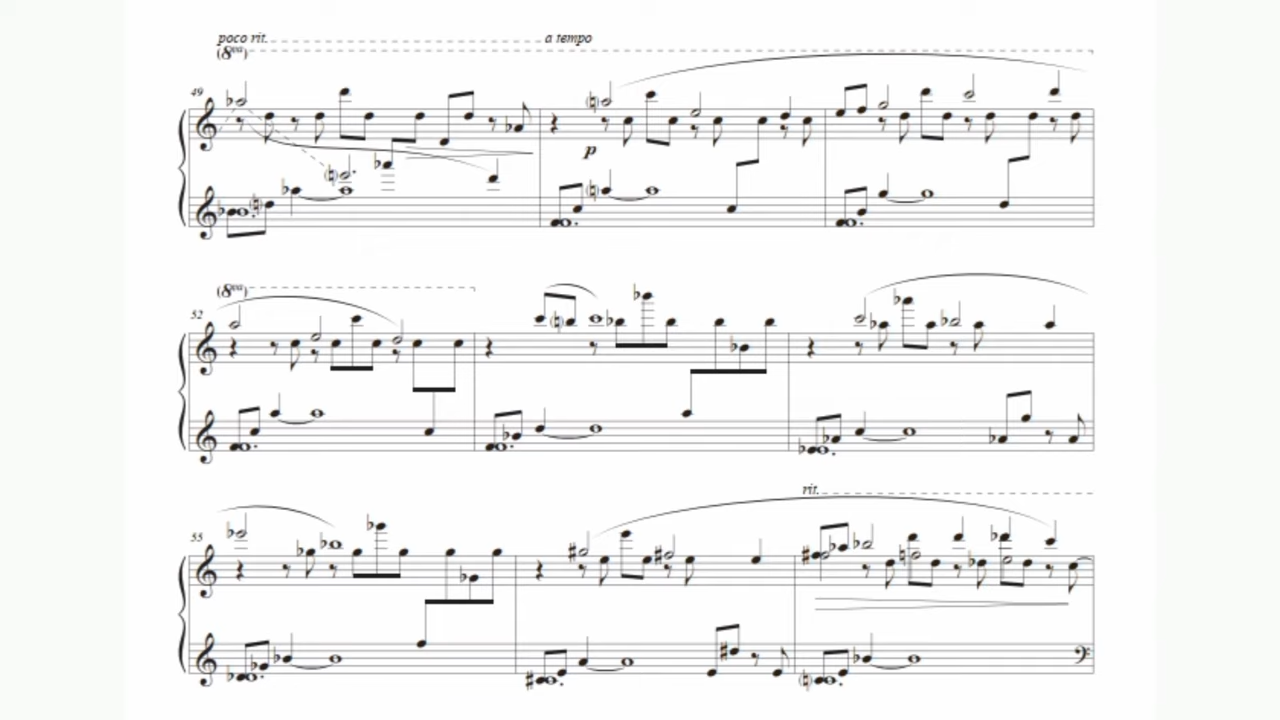 poco rit. a tempo
(8va)
49
p
(8va)
52
rit.
55